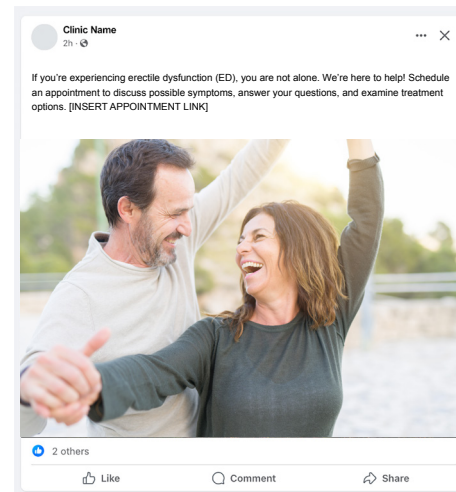 Clinic Name
2h ·
If you're experiencing erectile dysfunction (ED), you are not alone. We're here to help! Schedule
an appointment to discuss possible symptoms, answer your questions, and examine treatment
options. [INSERT APPOINTMENT LINK]
2 others
Like Comment Share